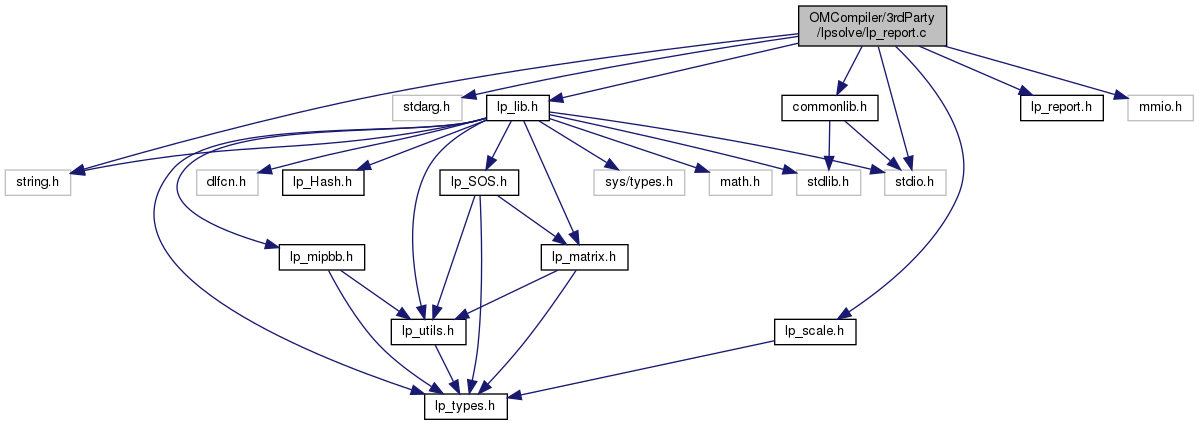 OMCompiler/3rdParty
/lpsolve/lp_report.c
stdarg.h
lp_lib.h
commonlib.h
lp_report.h
mmio.h
string.h
dlfcn.h
lp_Hash.h
lp_SOS.h
sys/types.h
math.h
stdlib.h
stdio.h
lp_mipbb.h
lp_matrix.h
lp_utils.h
lp_scale.h
lp_types.h